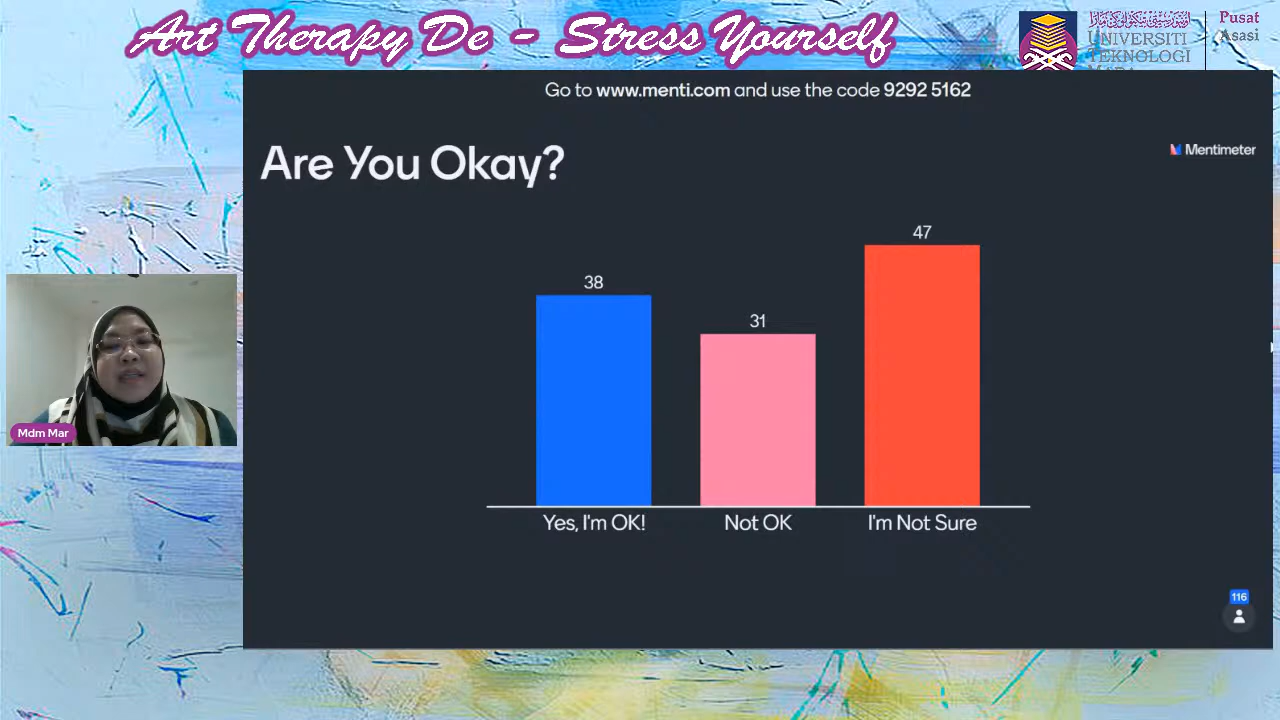 Art Therapy De - Stress Yourself
UNIVERSITI
TEKNOLOGI
Pusat
Asasi
Go to www.menti.com and use the code 9292 5162
Are You Okay?
Mentimeter
38
31
47
Yes, I'm OK!
Not OK
I'm Not Sure
Mdm Mar
116